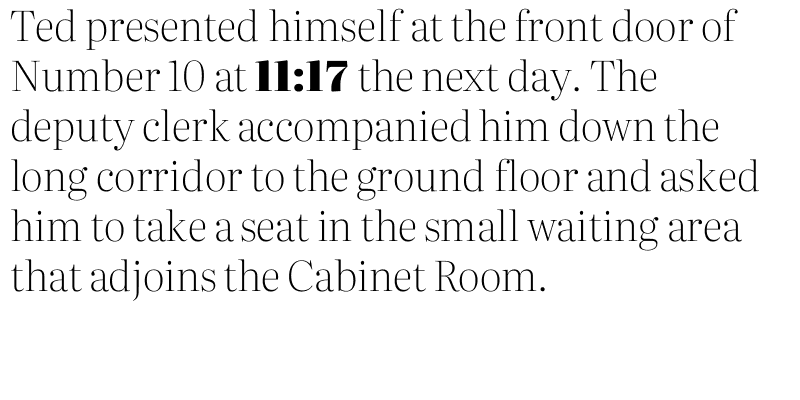 Ted presented himself at the front door of
Number 10 at 11:17 the next day. The
deputy clerk accompanied him down the
long corridor to the ground floor and asked
him to take a seat in the small waiting area
that adjoins the Cabinet Room.